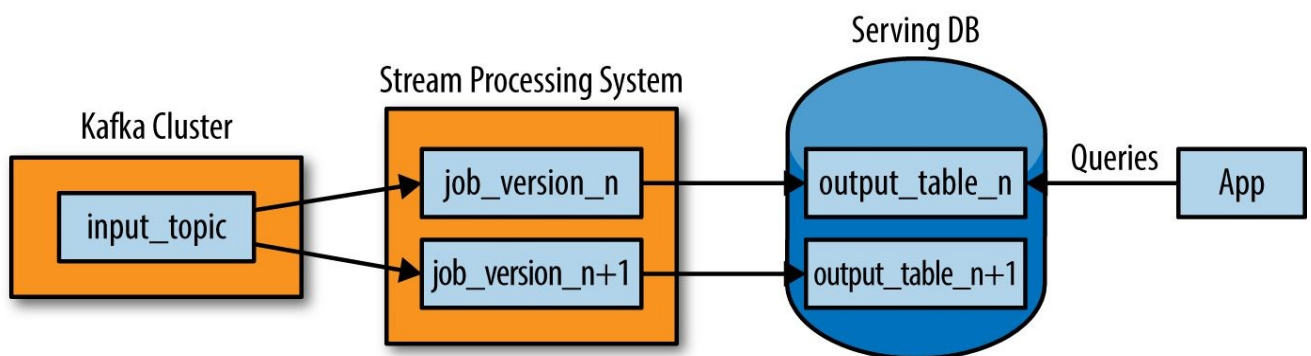 Serving DB
Stream Processing System
Kafka Cluster
job_version_n
output_table_n
Queries
App
input_topic
job_version_n+1
output_table_n+1